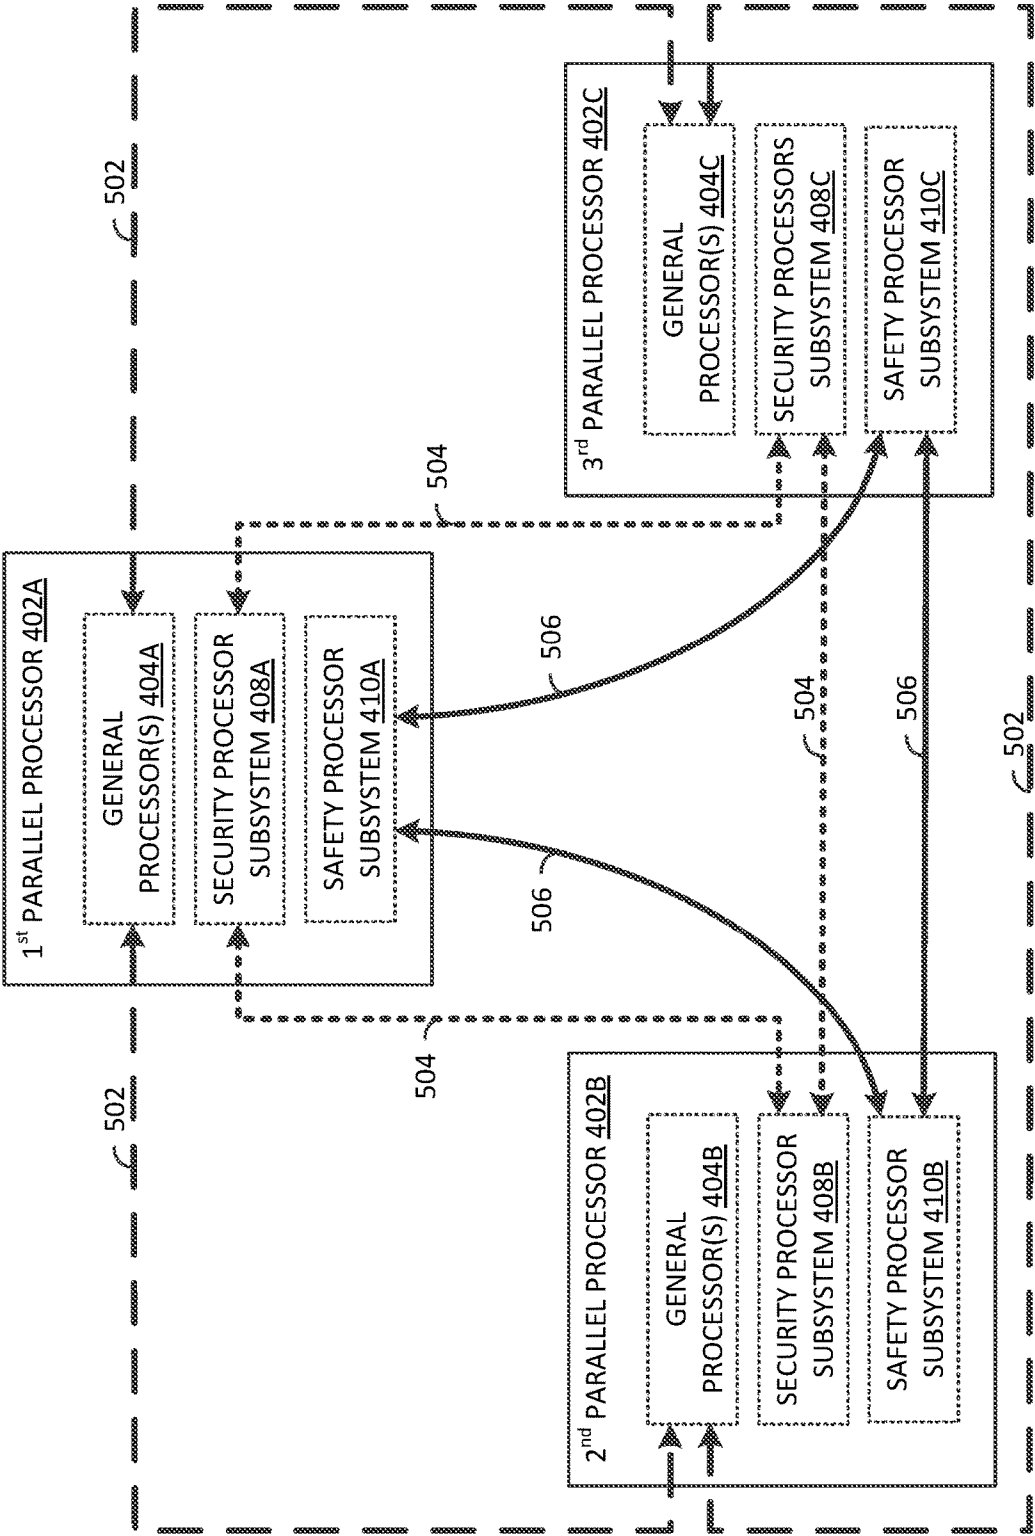 1st PARALLEL PROCESSOR 402A
GENERAL
PROCESSOR(S) 404A
SECURITY PROCESSOR
SUBSYSTEM 408A
SAFETY PROCESSOR
SUBSYSTEM 410A
502
502
504
504
506
506
2nd PARALLEL PROCESSOR 402B
GENERAL
PROCESSOR(S) 404B
SECURITY PROCESSOR
SUBSYSTEM 408B
SAFETY PROCESSOR
SUBSYSTEM 410B
3rd PARALLEL PROCESSOR 402C
GENERAL
PROCESSOR(S) 404C
SECURITY PROCESSORS
SUBSYSTEM 408C
SAFETY PROCESSOR
SUBSYSTEM 410C
504
506
502